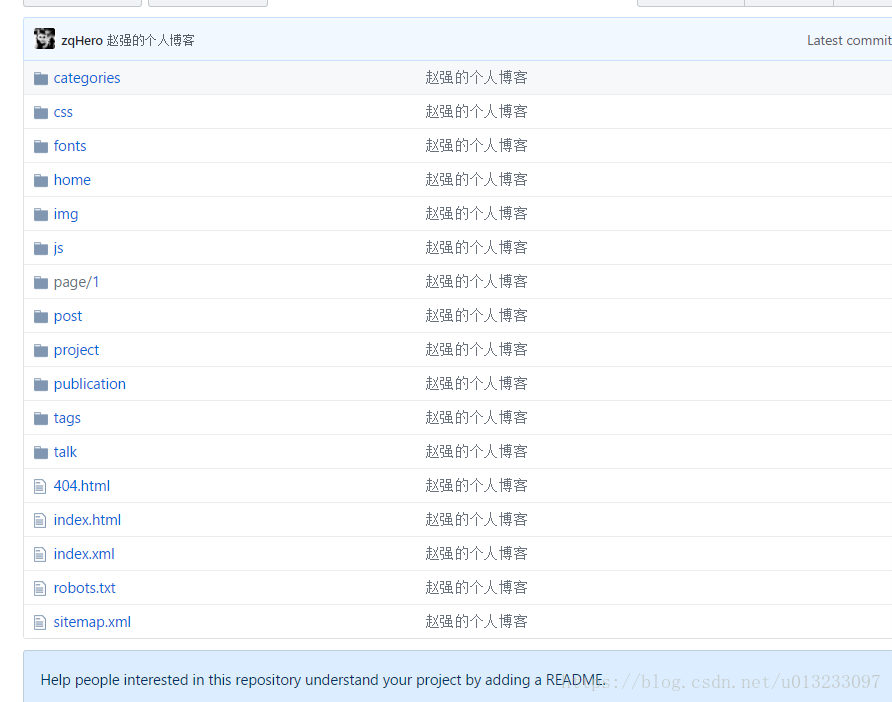 zqHero 赵强的个人博客 Latest commit
categories 赵强的个人博客
css 赵强的个人博客
fonts 赵强的个人博客
home 赵强的个人博客
img 赵强的个人博客
js 赵强的个人博客
page/1 赵强的个人博客
post 赵强的个人博客
project 赵强的个人博客
publication 赵强的个人博客
tags 赵强的个人博客
talk 赵强的个人博客
404.html 赵强的个人博客
index.html 赵强的个人博客
index.xml 赵强的个人博客
robots.txt 赵强的个人博客
sitemap.xml 赵强的个人博客
Help people interested in this repository understand your project by adding a README.
https://blog.csdn.net/u013233097